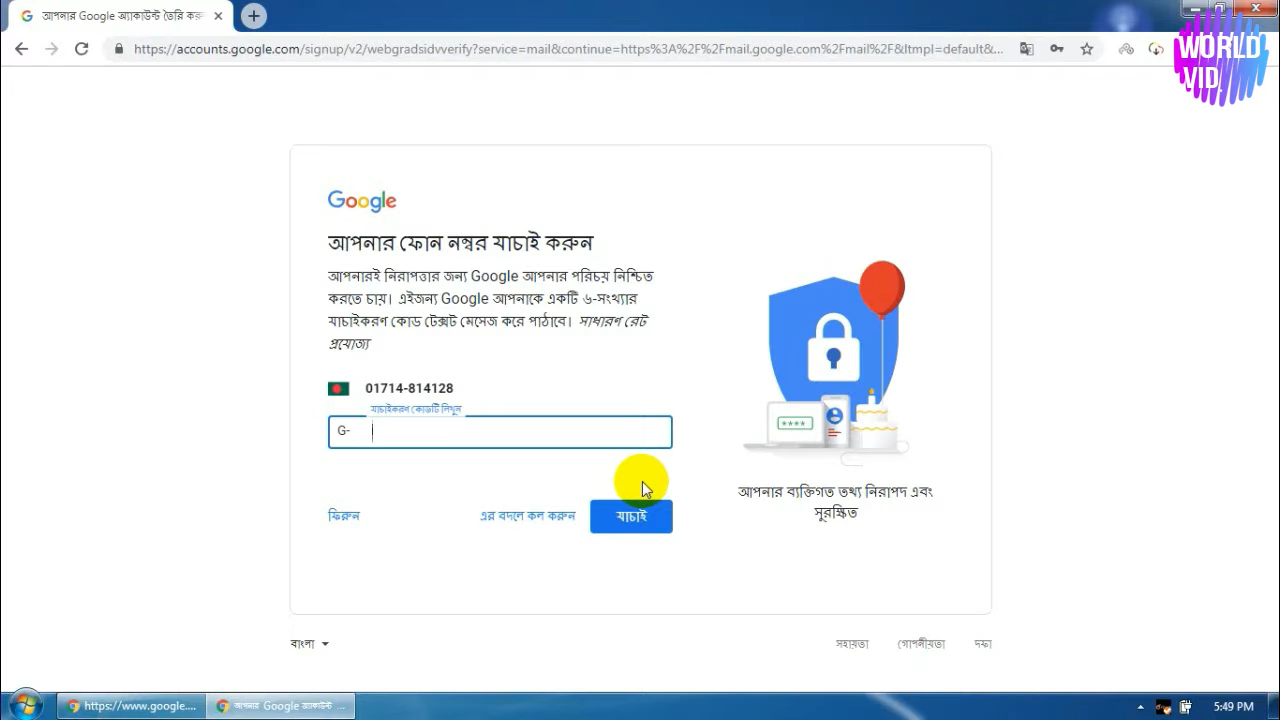 আপনার Google অ্যাকাউন্ট তৈরি কর
https://accounts.google.com/signup/v2/webgradsidvverify?service=mail&continue=https%3A%2F%2Fmail.google.com%2Fmail%2F&ltmpl=default&...
WORLD
VID
Google
আপনার ফোন নম্বর যাচাই করুন
আপনারই নিরাপত্তার জন্য Google আপনার পরিচয় নিশ্চিত
করতে চায়। এইজন্য Google আপনাকে একটি ৬-সংখ্যার
যাচাইকরণ কোড টেক্সট মেসেজ করে পাঠাবে। সাধারণ রেট
প্রযোজ্য
01714-814128
যাচাইকরণ কোডটি লিখুন
G-
ফিরুন
এর বদলে কল করুন
যাচাই
****
আপনার ব্যক্তিগত তথ্য নিরাপদ এবং
সুরক্ষিত
বাংলা
সহায়তা
গোপনীয়তা
দফা
https://www.google....
আপনার Google অ্যাকাউন্ট ...
5:49 PM